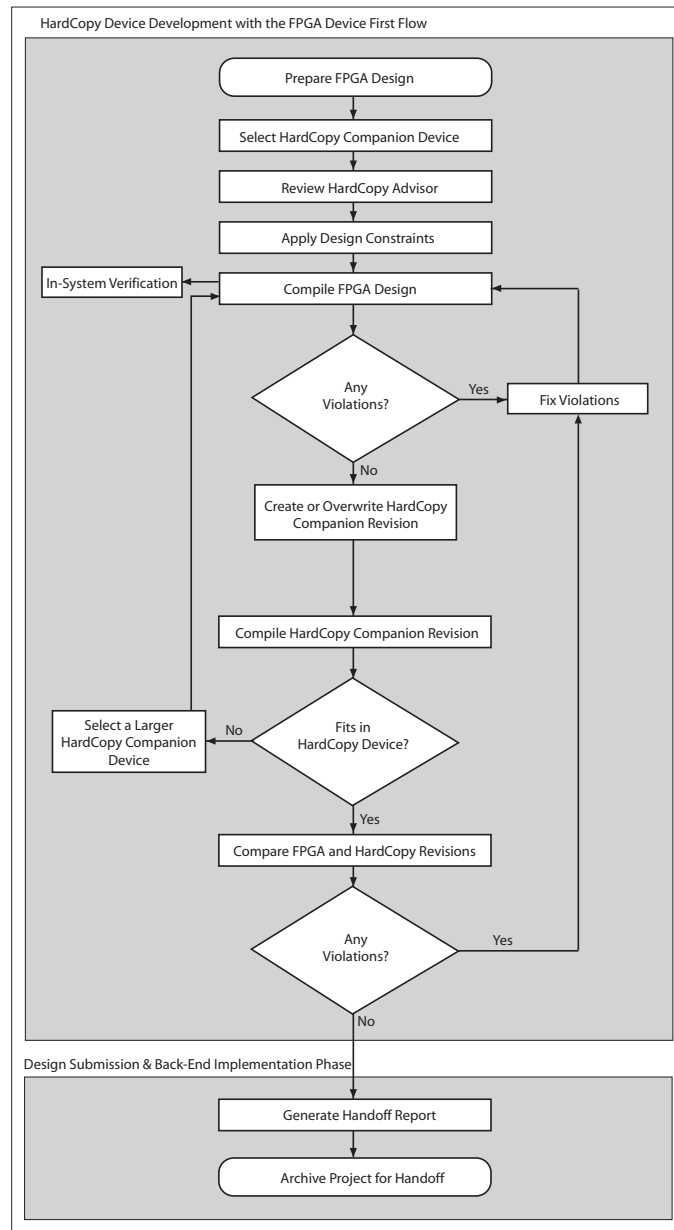 HardCopy Device Development with the FPGA Device First Flow
Prepare FPGA Design
Select HardCopy Companion Device
Review HardCopy Advisor
Apply Design Constraints
In-System Verification
Compile FPGA Design
Any
Violations?
Yes
Fix Violations
No
Create or Overwrite HardCopy
Companion Revision
Compile HardCopy Companion Revision
Select a Larger
HardCopy Companion
Device
No
Fits in
HardCopy Device?
Yes
Compare FPGA and HardCopy Revisions
Any
Violations?
Yes
No
Design Submission & Back-End Implementation Phase
Generate Handoff Report
Archive Project for Handoff